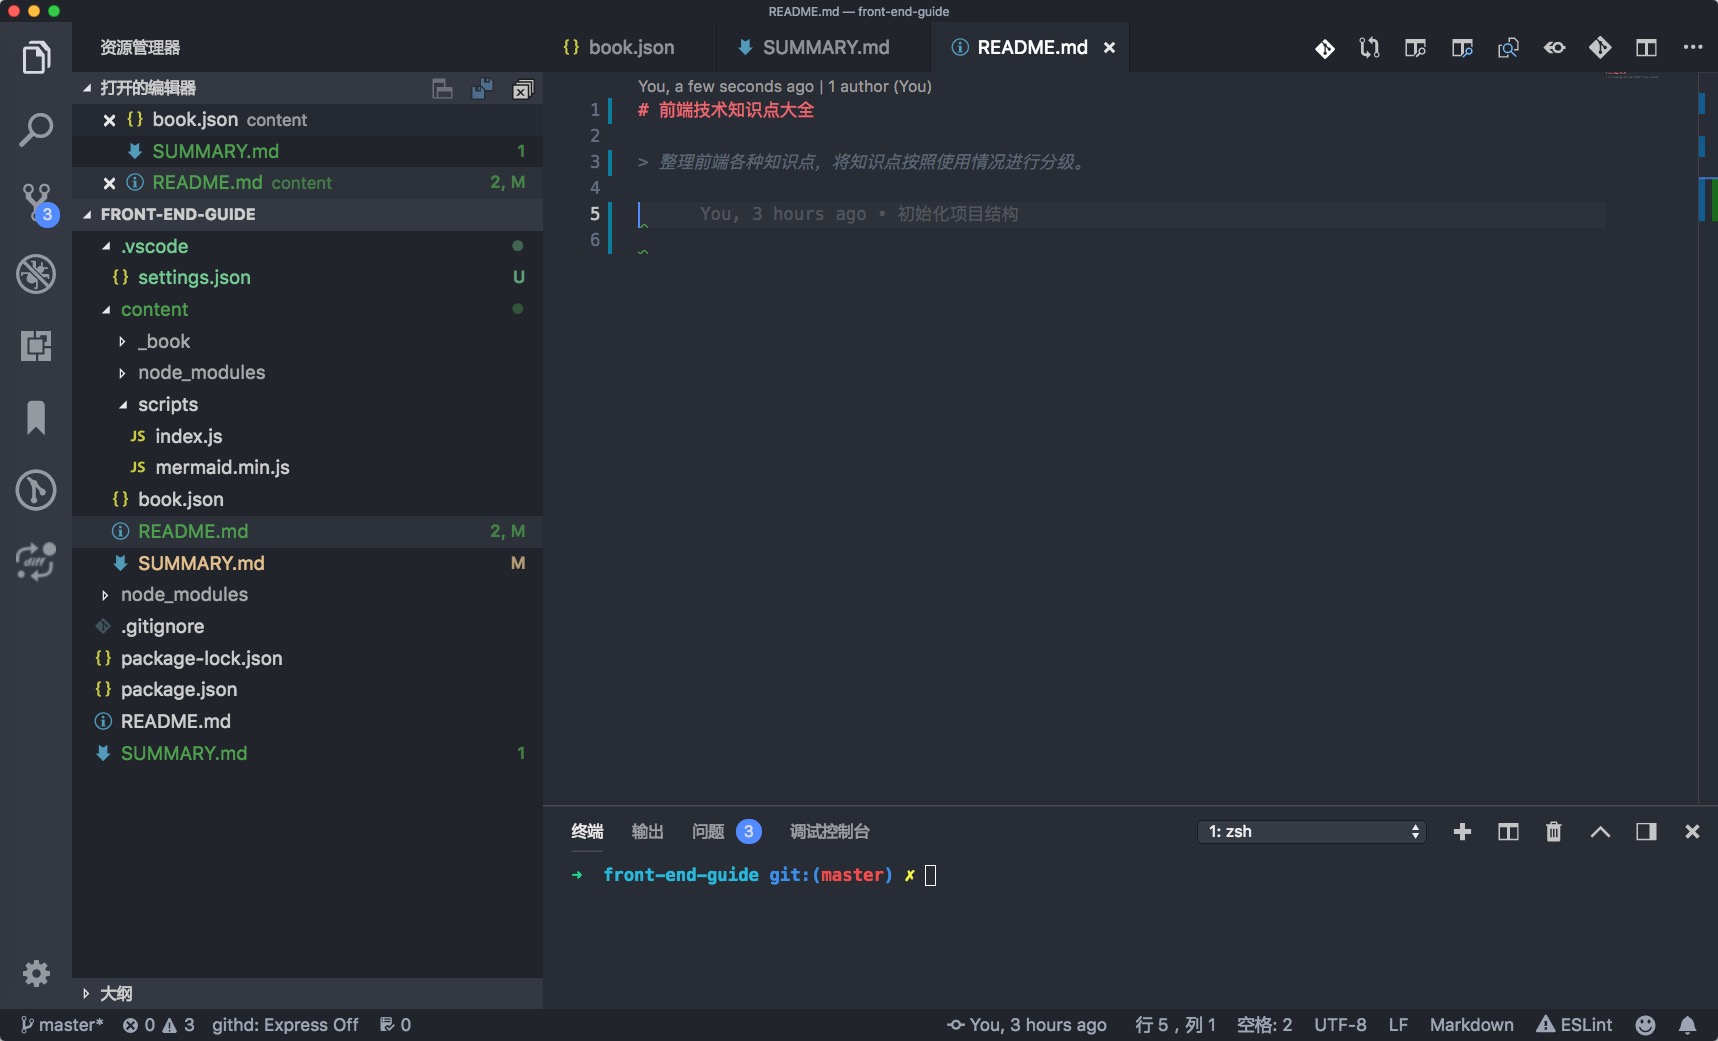 README.md — front-end-guide
资源管理器
打开的编辑器
book.json content
SUMMARY.md 1
README.md content 2, M
3
FRONT-END-GUIDE
.vscode
{} settings.json U
content
_book
node_modules
scripts
JS index.js
JS mermaid.min.js
{} book.json
README.md 2, M
SUMMARY.md M
node_modules
.gitignore
{} package-lock.json
{} package.json
README.md
SUMMARY.md 1
diff
大纲
{} book.json SUMMARY.md README.md
You, a few seconds ago | 1 author (You)
1 # 前端技术知识点大全
2
3 > 整理前端各种知识点，将知识点按照使用情况进行分级。
4
5 You, 3 hours ago • 初始化项目结构
6
终端 输出 问题 3 调试控制台 1: zsh
➜ front-end-guide git:(master) ✗
master* 0 3 githd: Express Off 0 You, 3 hours ago 行 5，列 1 空格: 2 UTF-8 LF Markdown ESLint